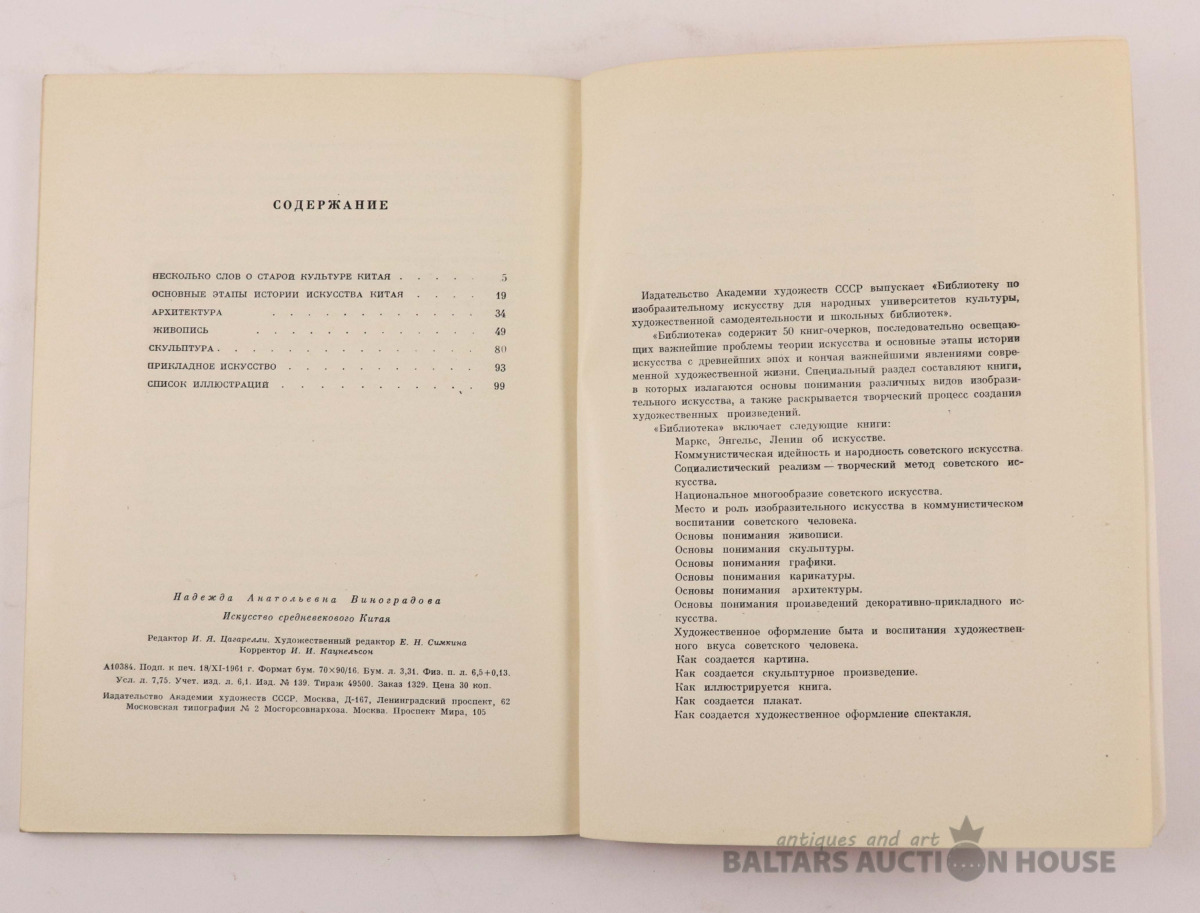 СОДЕРЖАНИЕ
НЕСКОЛЬКО СЛОВ О СТАРОЙ КУЛЬТУРЕ КИТАЯ . . . . . 5
ОСНОВНЫЕ ЭТАПЫ ИСТОРИИ ИСКУССТВА КИТАЯ . . . . 19
АРХИТЕКТУРА . . . . . . . . . . . . 34
ЖИВОПИСЬ . . . . . . . . . . . . . 49
СКУЛЬПТУРА . . . . . . . . . . . . . . 80
ПРИКЛАДНОЕ ИСКУССТВО . . . . . . . . . . . 93
СПИСОК ИЛЛЮСТРАЦИЙ . . . . . . . . . . . 99
Надежда Анатольевна Виноградова
Искусство средневекового Китая
Редактор И. Я. Цагарелли. Художественный редактор Е. Н. Симкина
Корректор И. И. Кацнельсон
А10384. Подп. к печ. 18/XI-1961 г. Формат бум. 70×90/16. Бум. л. 3,31. Физ. п. л. 6,5+0,13.
Усл. л. 7,75. Учет. изд. л. 6,1. Изд. № 139. Тираж 49500. Заказ 1329. Цена 30 коп.
Издательство Академии художеств СССР. Москва, Д-167, Ленинградский проспект, 62
Московская типография № 2 Мосгорсовнархоза. Москва. Проспект Мира, 105
Издательство Академии художеств СССР выпускает «Библиотеку по
изобразительному искусству для народных университетов культуры,
художественной самодеятельности и школьных библиотек».
«Библиотека» содержит 50 книг-очерков, последовательно освещаю-
щих важнейшие проблемы теории искусства и основные этапы истории
искусства с древнейших эпох и кончая важнейшими явлениями совре-
менной художественной жизни. Специальный раздел составляют книги,
в которых излагаются основы понимания различных видов изобрази-
тельного искусства, а также раскрывается творческий процесс создания
художественных произведений.
«Библиотека» включает следующие книги:
Маркс, Энгельс, Ленин об искусстве.
Коммунистическая идейность и народность советского искусства.
Социалистический реализм — творческий метод советского ис-
кусства.
Национальное многообразие советского искусства.
Место и роль изобразительного искусства в коммунистическом
воспитании советского человека.
Основы понимания живописи.
Основы понимания скульптуры.
Основы понимания графики.
Основы понимания карикатуры.
Основы понимания архитектуры.
Основы понимания произведений декоративно-прикладного ис-
кусства.
Художественное оформление быта и воспитания художествен-
ного вкуса советского человека.
Как создается картина.
Как создается скульптурное произведение.
Как иллюстрируется книга.
Как создается плакат.
Как создается художественное оформление спектакля.
antiques and art
BALTARS AUCTION HOUSE